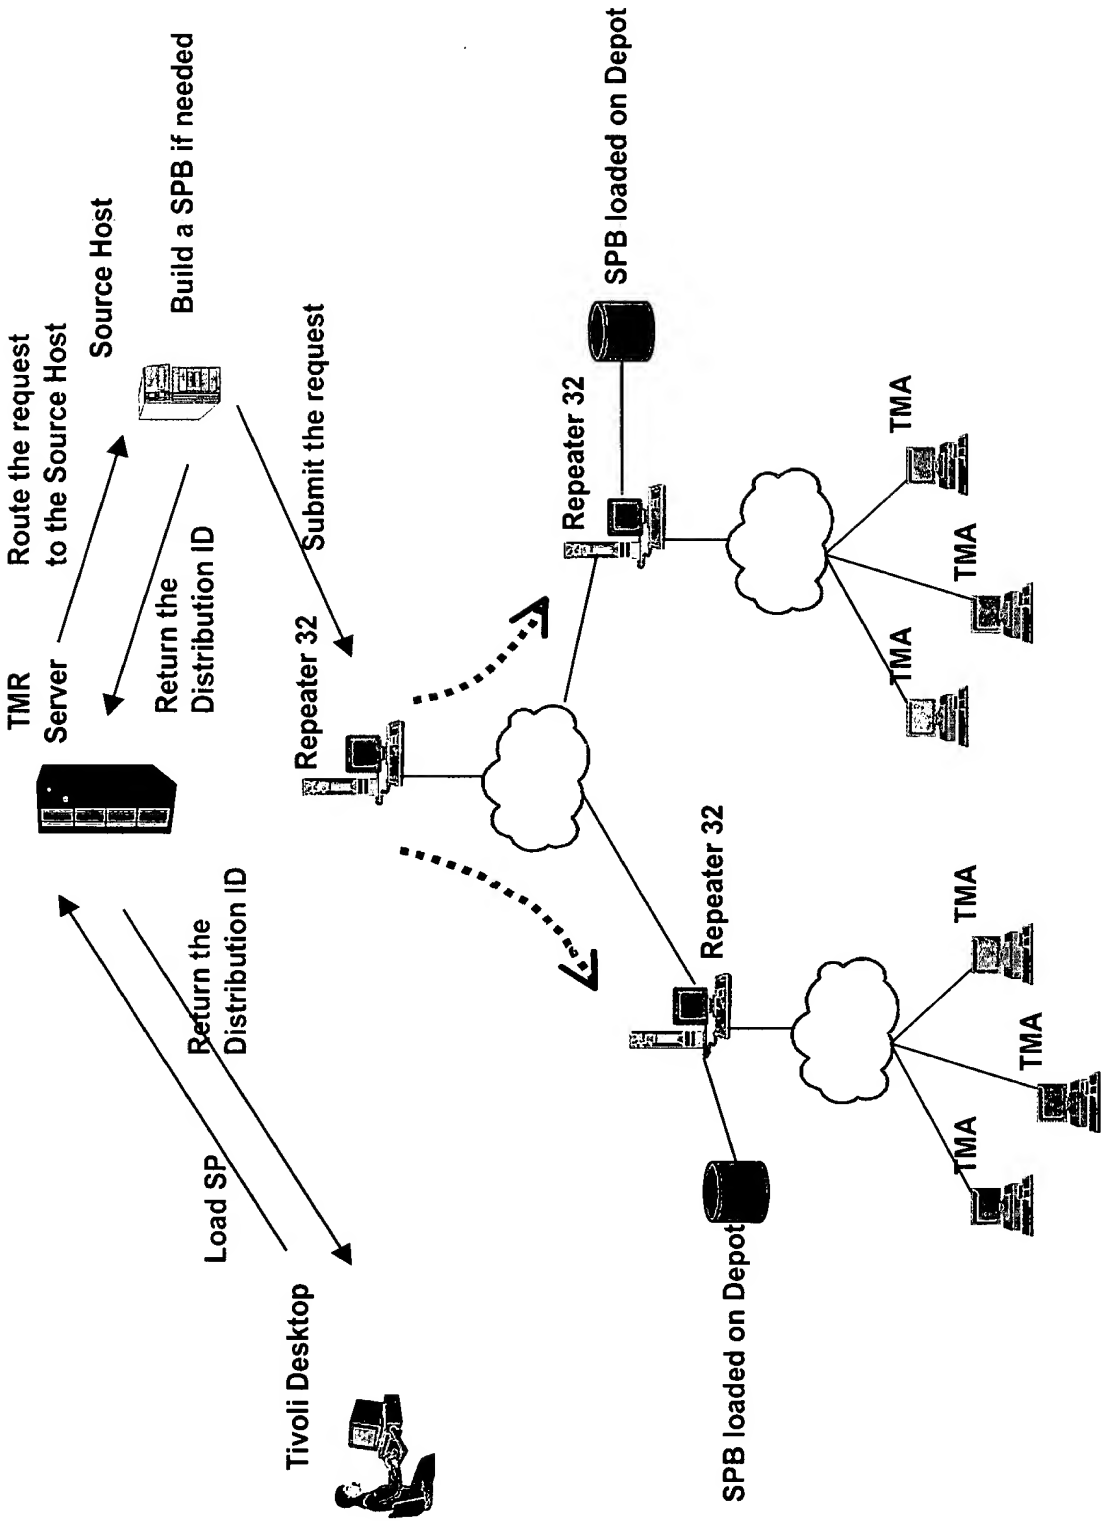 TMR
Server
Route the request
to the Source Host
Source Host
Return the
Distribution ID
Build a SPB if needed
Return the
Distribution ID
Load SP
Tivoli Desktop
Repeater 32
Submit the request
Repeater 32
SPB loaded on Depot
Repeater 32
SPB loaded on Depot
TMA
TMA
TMA
TMA
TMA
TMA